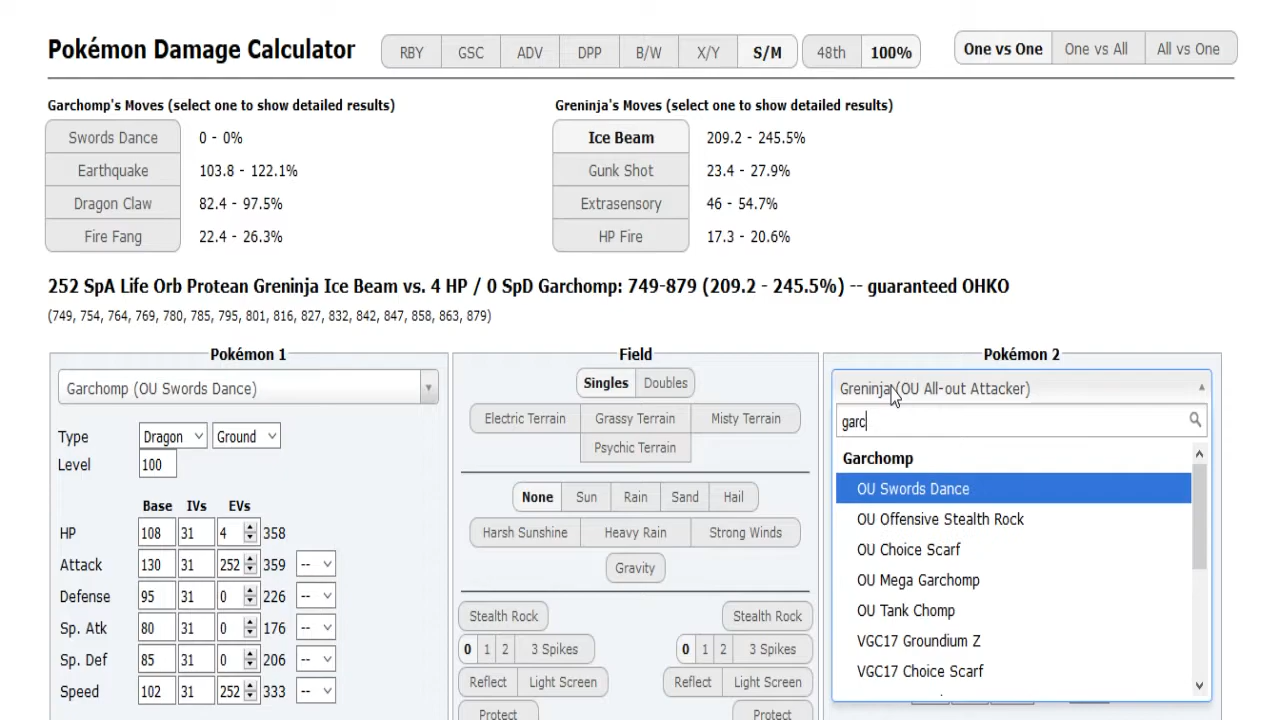 Pokémon Damage Calculator
RBY GSC ADV DPP B/W X/Y S/M 48th 100%
One vs One One vs All All vs One
Garchomp's Moves (select one to show detailed results)
Swords Dance 0 - 0%
Earthquake 103.8 - 122.1%
Dragon Claw 82.4 - 97.5%
Fire Fang 22.4 - 26.3%
Greninja's Moves (select one to show detailed results)
Ice Beam 209.2 - 245.5%
Gunk Shot 23.4 - 27.9%
Extrasensory 46 - 54.7%
HP Fire 17.3 - 20.6%
252 SpA Life Orb Protean Greninja Ice Beam vs. 4 HP / 0 SpD Garchomp: 749-879 (209.2 - 245.5%) -- guaranteed OHKO
(749, 754, 764, 769, 780, 785, 795, 801, 816, 827, 832, 842, 847, 858, 863, 879)
Pokémon 1
Garchomp (OU Swords Dance)
Type Dragon Ground
Level 100
Base IVs EVs
HP 108 31 4 358
Attack 130 31 252 359 --
Defense 95 31 0 226 --
Sp. Atk 80 31 0 176 --
Sp. Def 85 31 0 206 --
Speed 102 31 252 333 --
Field
Singles Doubles
Electric Terrain Grassy Terrain Misty Terrain
Psychic Terrain
None Sun Rain Sand Hail
Harsh Sunshine Heavy Rain Strong Winds
Gravity
Stealth Rock Stealth Rock
0 1 2 3 Spikes 0 1 2 3 Spikes
Reflect Light Screen Reflect Light Screen
Protect Protect
Pokémon 2
Greninja (OU All-out Attacker)
garc
Garchomp
OU Swords Dance
OU Offensive Stealth Rock
OU Choice Scarf
OU Mega Garchomp
OU Tank Chomp
VGC17 Groundium Z
VGC17 Choice Scarf